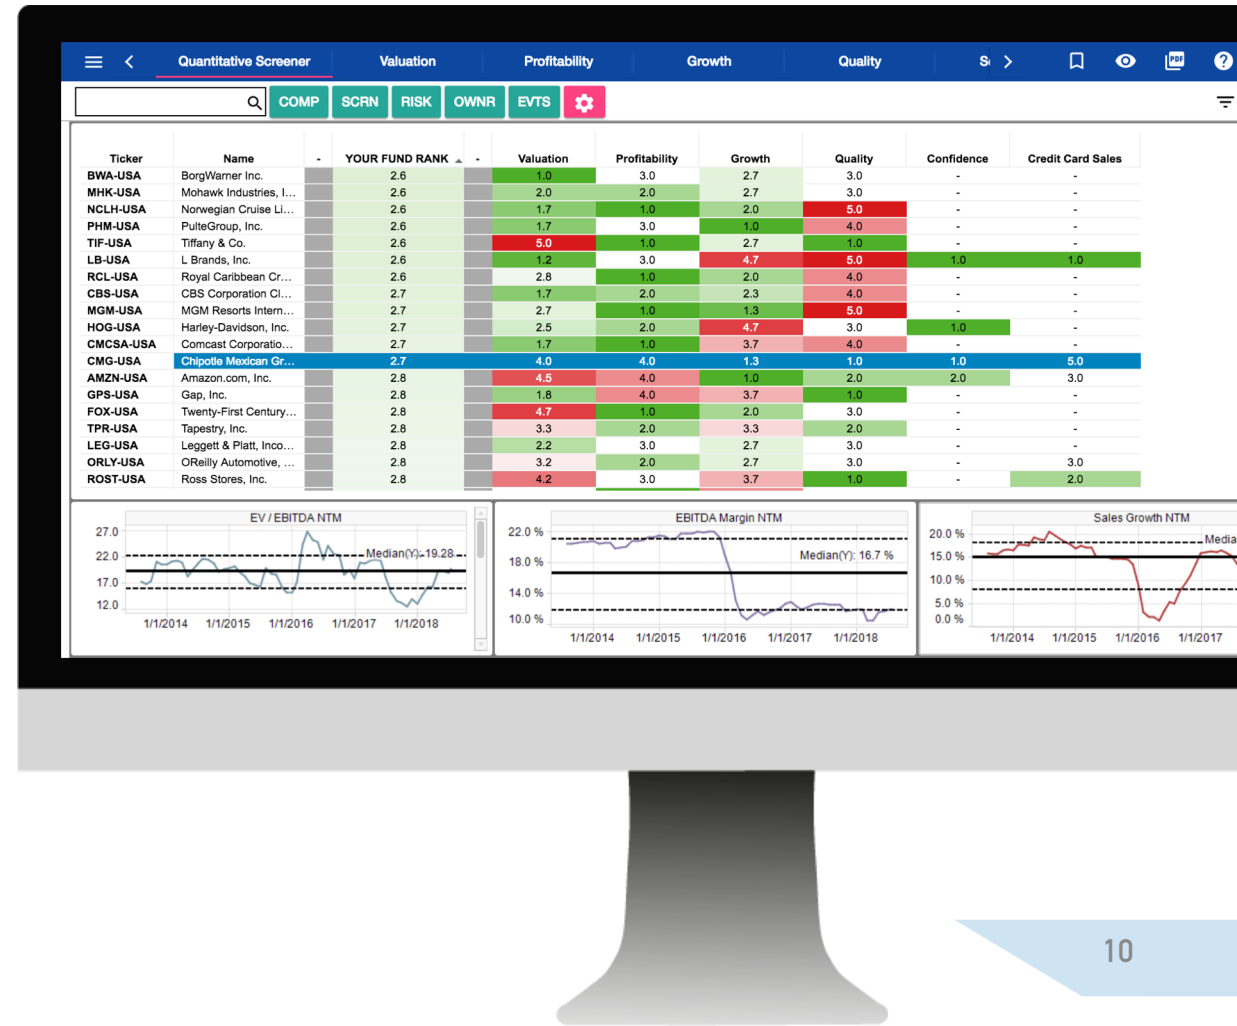 Quantitative Screener Valuation Profitability Growth Quality
PDF ?
COMP SCRN RISK OWNR EVTS
Ticker Name - YOUR FUND RANK - Valuation Profitability Growth Quality Confidence Credit Card Sales
BWA-USA BorgWarner Inc. 2.6 1.0 3.0 2.7 3.0 - -
MHK-USA Mohawk Industries, I... 2.6 2.0 2.0 2.7 3.0 - -
NCLH-USA Norwegian Cruise Li... 2.6 1.7 1.0 2.0 5.0 - -
PHM-USA PulteGroup, Inc. 2.6 1.7 3.0 1.0 4.0 - -
TIF-USA Tiffany & Co. 2.6 5.0 1.0 2.7 1.0 - -
LB-USA L Brands, Inc. 2.6 1.2 3.0 4.7 5.0 1.0 1.0
RCL-USA Royal Caribbean Cr... 2.6 2.8 1.0 2.0 4.0 - -
CBS-USA CBS Corporation Cl... 2.7 1.7 2.0 2.3 4.0 - -
MGM-USA MGM Resorts Intern... 2.7 2.7 1.0 1.3 5.0 - -
HOG-USA Harley-Davidson, Inc. 2.7 2.5 2.0 4.7 3.0 1.0 -
CMCSA-USA Comcast Corporatio... 2.7 1.7 1.0 3.7 4.0 - -
CMG-USA Chipotle Mexican Gr... 2.7 4.0 4.0 1.3 1.0 1.0 5.0
AMZN-USA Amazon.com, Inc. 2.8 4.5 4.0 1.0 2.0 2.0 3.0
GPS-USA Gap, Inc. 2.8 1.8 4.0 3.7 1.0 - -
FOX-USA Twenty-First Century... 2.8 4.7 1.0 2.0 3.0 - -
TPR-USA Tapestry, Inc. 2.8 3.3 2.0 3.3 2.0 - -
LEG-USA Leggett & Platt, Inco... 2.8 2.2 3.0 2.7 3.0 - -
ORLY-USA OReilly Automotive, ... 2.8 3.2 2.0 2.7 3.0 - 3.0
ROST-USA Ross Stores, Inc. 2.8 4.2 3.0 3.7 1.0 - 2.0
EV / EBITDA NTM
27.0
22.0
17.0
12.0
Median(Y): 19.28
1/1/2014 1/1/2015 1/1/2016 1/1/2017 1/1/2018
EBITDA Margin NTM
22.0 %
18.0 %
14.0 %
10.0 %
Median(Y): 16.7 %
1/1/2014 1/1/2015 1/1/2016 1/1/2017 1/1/2018
Sales Growth NTM
20.0 %
15.0 %
10.0 %
5.0 %
0.0 %
Media
1/1/2014 1/1/2015 1/1/2016 1/1/2017
10